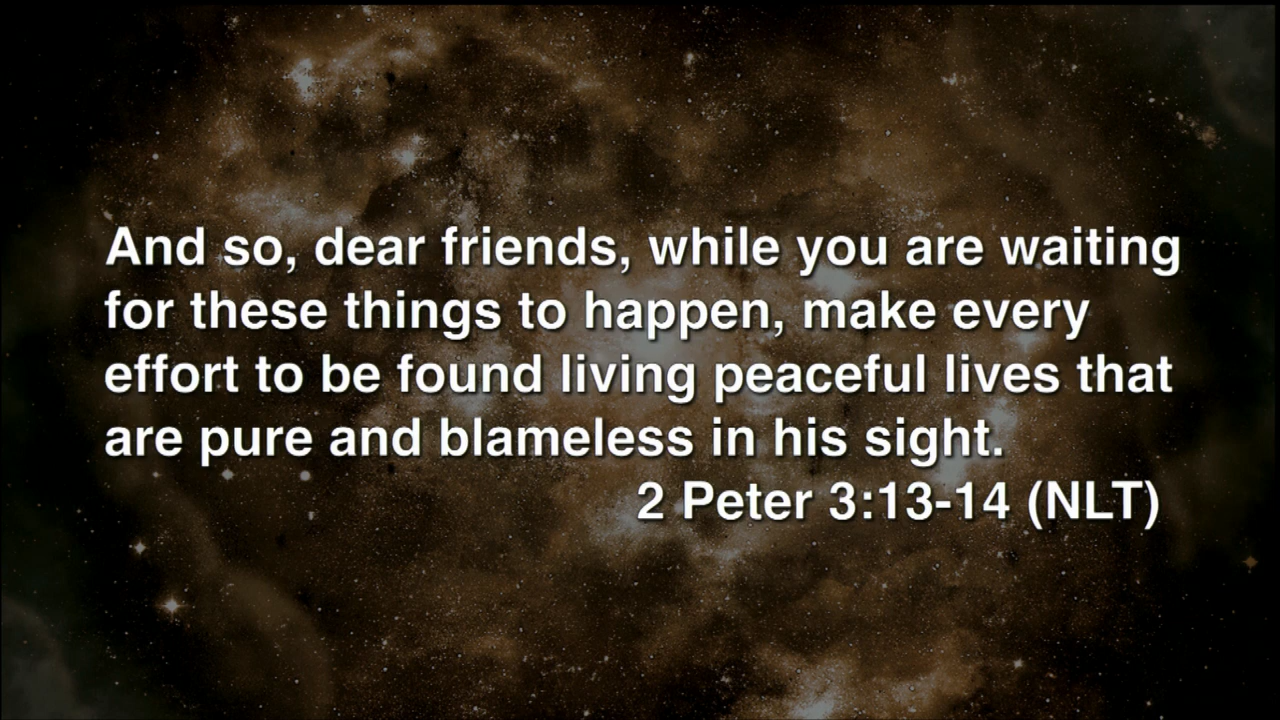 And so, dear friends, while you are waiting
for these things to happen, make every
effort to be found living peaceful lives that
are pure and blameless in his sight.
2 Peter 3:13-14 (NLT)